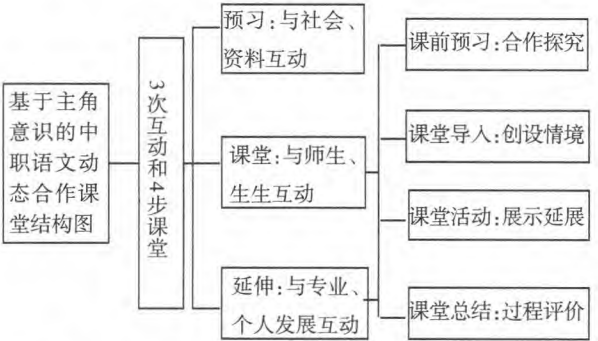 基于主角
意识的中
职语文动
态合作课
堂结构图
3次互动和4步课堂
预习:与社会、
资料互动
课堂:与师生、
生生互动
延伸:与专业、
个人发展互动
课前预习:合作探究
课堂导入:创设情境
课堂活动:展示延展
课堂总结:过程评价